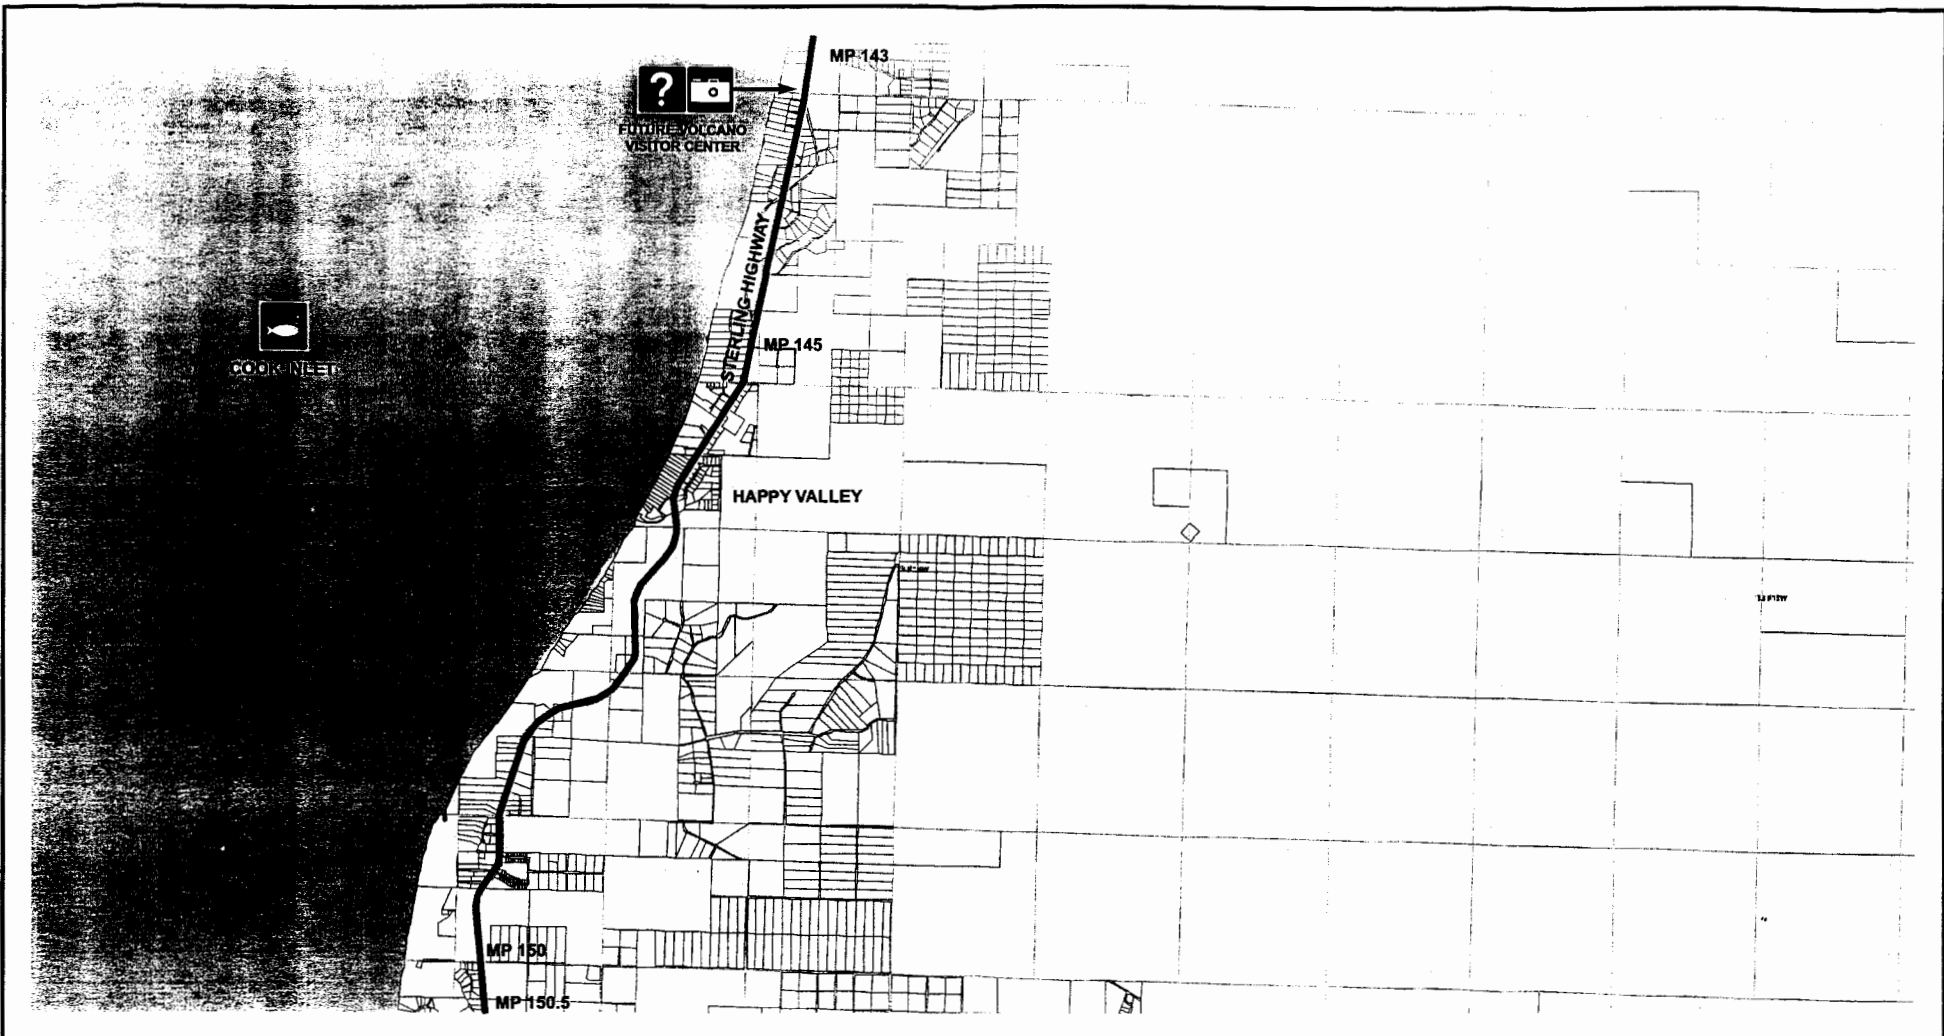 MP 143
?
FUTURE VOLCANO
VISITOR CENTER
STERLING HIGHWAY
MP 145
COOK INLET
HAPPY VALLEY
MP 150
MP 150.5